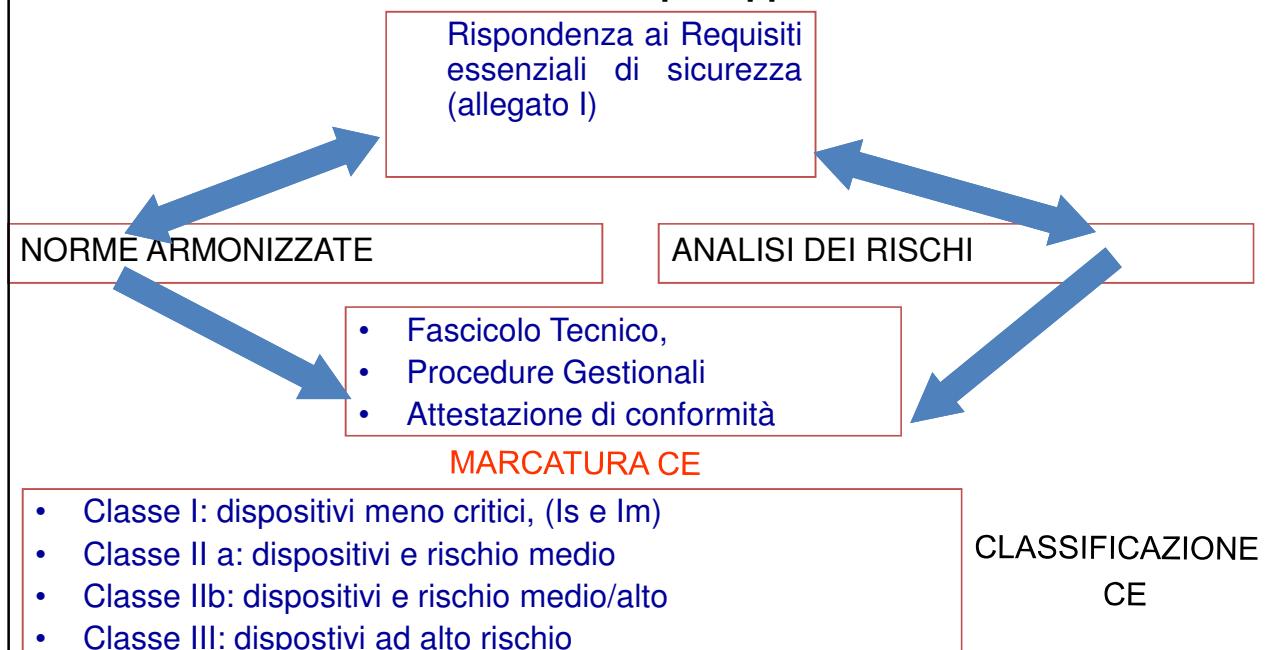 Rispondenza ai Requisiti
essenziali di sicurezza
(allegato I)
NORME ARMONIZZATE
ANALISI DEI RISCHI
• Fascicolo Tecnico,
• Procedure Gestionali
• Attestazione di conformità
MARCATURA CE
• Classe I: dispositivi meno critici, (Is e Im)
• Classe II a: dispositivi e rischio medio
• Classe IIb: dispositivi e rischio medio/alto
• Classe III: dispostivi ad alto rischio
CLASSIFICAZIONE
CE